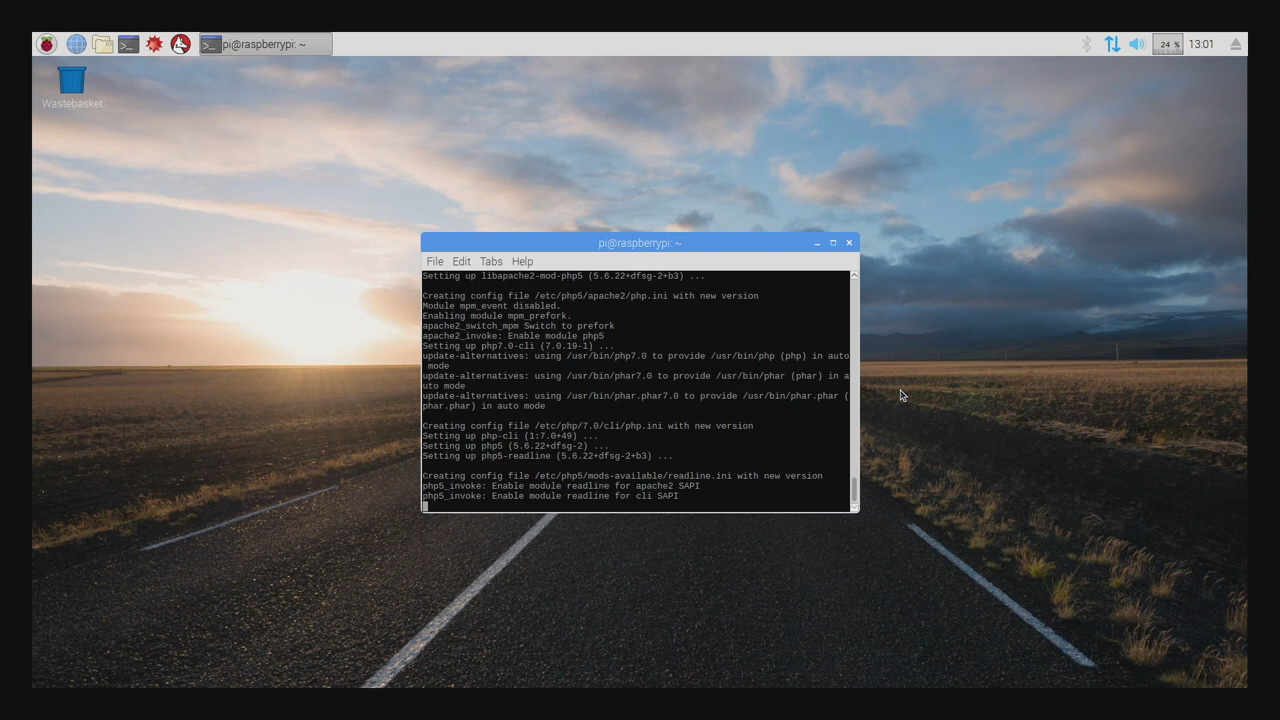 pi@raspberrypi: ~
24 %
13:01
Wastebasket
pi@raspberrypi: ~
File Edit Tabs Help
Setting up libapache2-mod-php5 (5.6.22+dfsg-2+b3) ...
Creating config file /etc/php5/apache2/php.ini with new version
Module mpm_event disabled.
Enabling module mpm_prefork.
apache2_switch_mpm Switch to prefork
apache2_invoke: Enable module php5
Setting up php7.0-cli (7.0.19-1) ...
update-alternatives: using /usr/bin/php7.0 to provide /usr/bin/php (php) in auto
 mode
update-alternatives: using /usr/bin/phar7.0 to provide /usr/bin/phar (phar) in a
uto mode
update-alternatives: using /usr/bin/phar.phar7.0 to provide /usr/bin/phar.phar (
phar.phar) in auto mode
Creating config file /etc/php/7.0/cli/php.ini with new version
Setting up php-cli (1:7.0+49) ...
Setting up php5 (5.6.22+dfsg-2) ...
Setting up php5-readline (5.6.22+dfsg-2+b3) ...
Creating config file /etc/php5/mods-available/readline.ini with new version
php5_invoke: Enable module readline for apache2 SAPI
php5_invoke: Enable module readline for cli SAPI